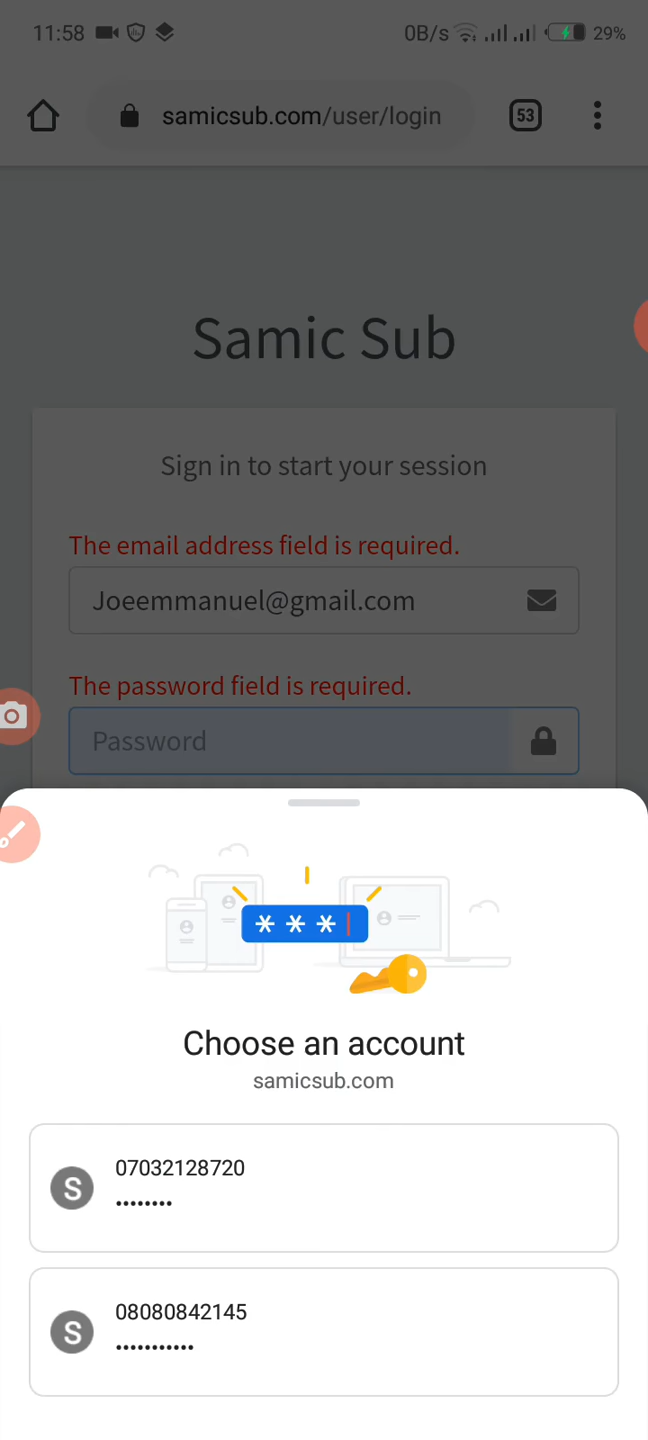 11:58 0B/s 29%
samicsub.com/user/login 53
Samic Sub
Sign in to start your session
The email address field is required.
Joeemmanuel@gmail.com
The password field is required.
Password
***|
Choose an account
samicsub.com
S 07032128720
••••••••
S 08080842145
•••••••••••